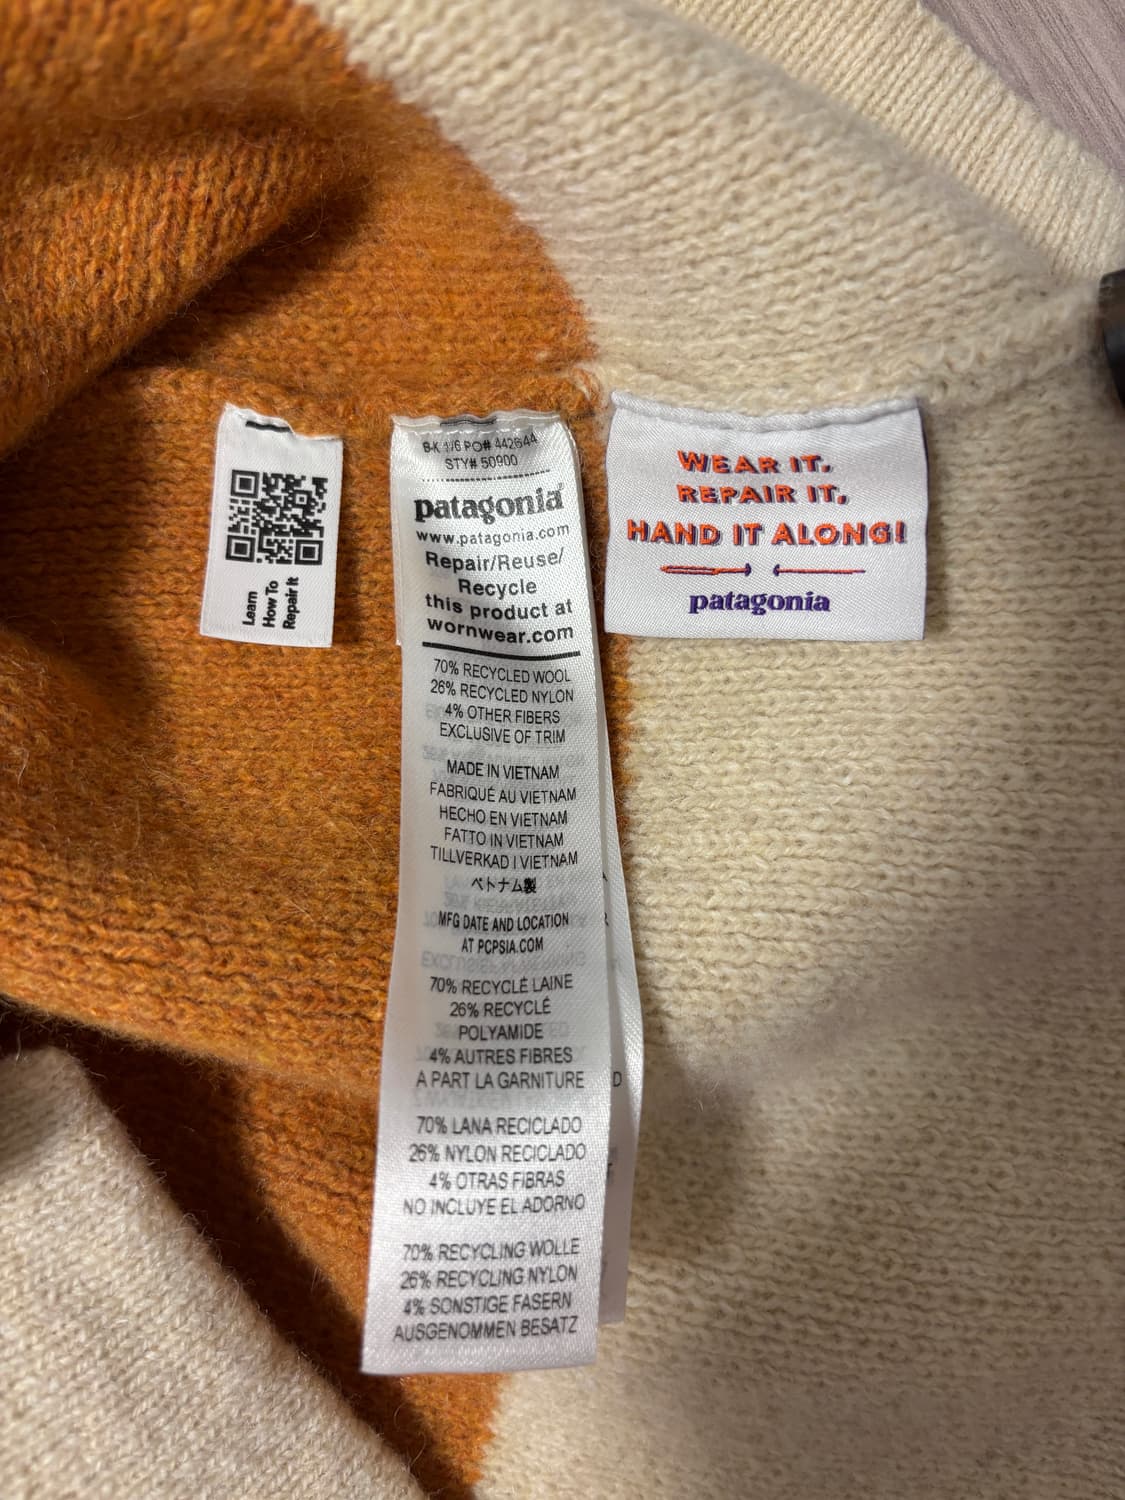 Learn
How To
Repair It
B-K 1/6 PO# 442644
STY# 50900
patagonia
www.patagonia.com
Repair/Reuse/
Recycle
this product at
wornwear.com
70% RECYCLED WOOL
26% RECYCLED NYLON
4% OTHER FIBERS
EXCLUSIVE OF TRIM
MADE IN VIETNAM
FABRIQUÉ AU VIETNAM
HECHO EN VIETNAM
FATTO IN VIETNAM
TILLVERKAD I VIETNAM
ベトナム製
MFG DATE AND LOCATION
AT PCPSIA.COM
70% RECYCLÉ LAINE
26% RECYCLÉ
POLYAMIDE
4% AUTRES FIBRES
A PART LA GARNITURE
70% LANA RECICLADO
26% NYLON RECICLADO
4% OTRAS FIBRAS
NO INCLUYE EL ADORNO
70% RECYCLING WOLLE
26% RECYCLING NYLON
4% SONSTIGE FASERN
AUSGENOMMEN BESATZ
WEAR IT.
REPAIR IT,
HAND IT ALONG!
patagonia